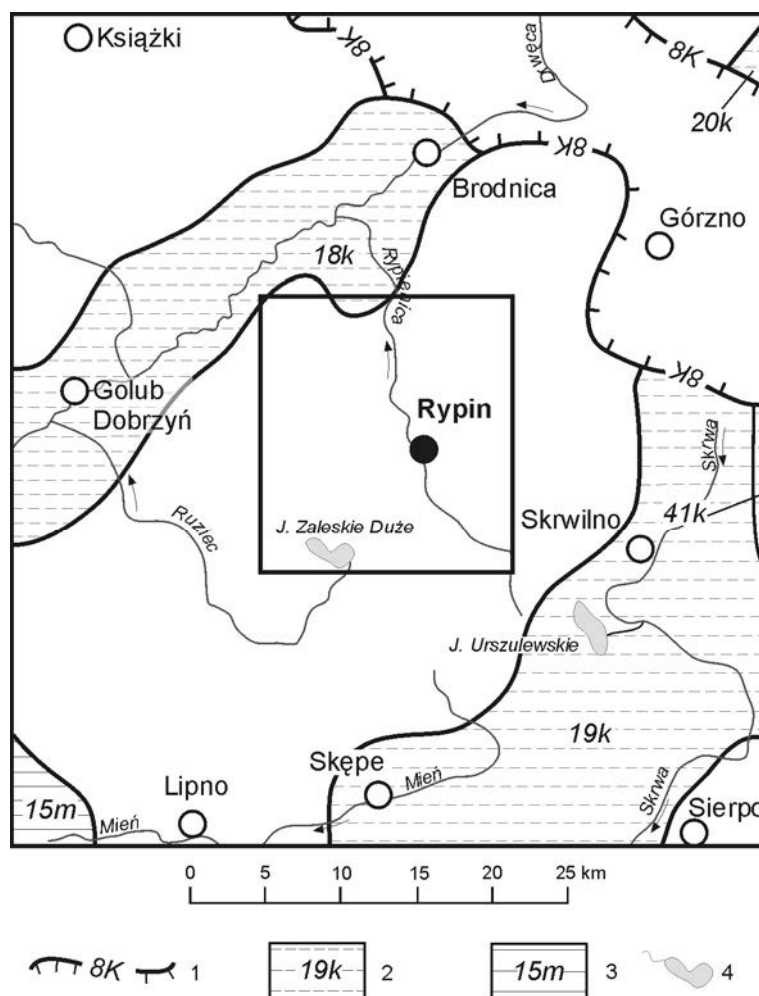 Książki
8K
Drwęca
8K
20k
8K
Brodnica
Górzno
18k
Rypienica
8K
Golub
Dobrzyń
Rypin
Skrwa
Ruziec
J. Zaleskie Duże
Skrwilno
41k
J. Urszulewskie
19k
Skępe
Lipno
Mień
Skrwa
15m
Mień
Sierpc
0 5 10 15 20 25 km
8K 1 19k 2 15m 3 4